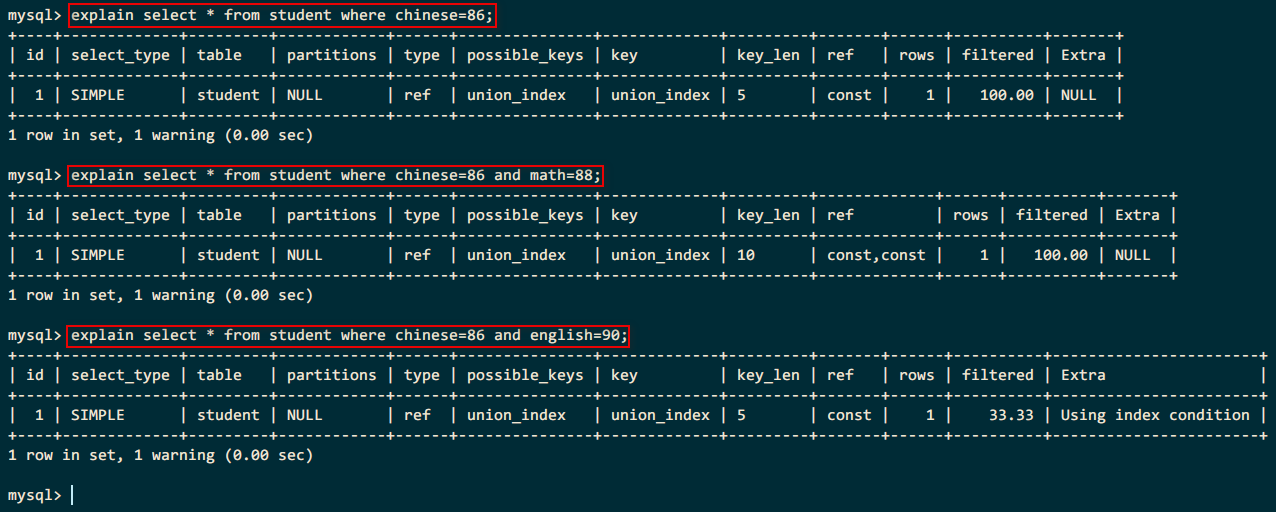 mysql> explain select * from student where chinese=86;
+----+-------------+---------+------------+------+---------------+-------------+---------+-------+------+----------+-------+
| id | select_type | table   | partitions | type | possible_keys | key         | key_len | ref   | rows | filtered | Extra |
+----+-------------+---------+------------+------+---------------+-------------+---------+-------+------+----------+-------+
|  1 | SIMPLE      | student | NULL       | ref  | union_index   | union_index | 5       | const |    1 |   100.00 | NULL  |
+----+-------------+---------+------------+------+---------------+-------------+---------+-------+------+----------+-------+
1 row in set, 1 warning (0.00 sec)

mysql> explain select * from student where chinese=86 and math=88;
+----+-------------+---------+------------+------+---------------+-------------+---------+-------------+------+----------+-------+
| id | select_type | table   | partitions | type | possible_keys | key         | key_len | ref         | rows | filtered | Extra |
+----+-------------+---------+------------+------+---------------+-------------+---------+-------------+------+----------+-------+
|  1 | SIMPLE      | student | NULL       | ref  | union_index   | union_index | 10      | const,const |    1 |   100.00 | NULL  |
+----+-------------+---------+------------+------+---------------+-------------+---------+-------------+------+----------+-------+
1 row in set, 1 warning (0.00 sec)

mysql> explain select * from student where chinese=86 and english=90;
+----+-------------+---------+------------+------+---------------+-------------+---------+-------+------+----------+-----------------------+
| id | select_type | table   | partitions | type | possible_keys | key         | key_len | ref   | rows | filtered | Extra                 |
+----+-------------+---------+------------+------+---------------+-------------+---------+-------+------+----------+-----------------------+
|  1 | SIMPLE      | student | NULL       | ref  | union_index   | union_index | 5       | const |    1 |    33.33 | Using index condition |
+----+-------------+---------+------------+------+---------------+-------------+---------+-------+------+----------+-----------------------+
1 row in set, 1 warning (0.00 sec)

mysql>